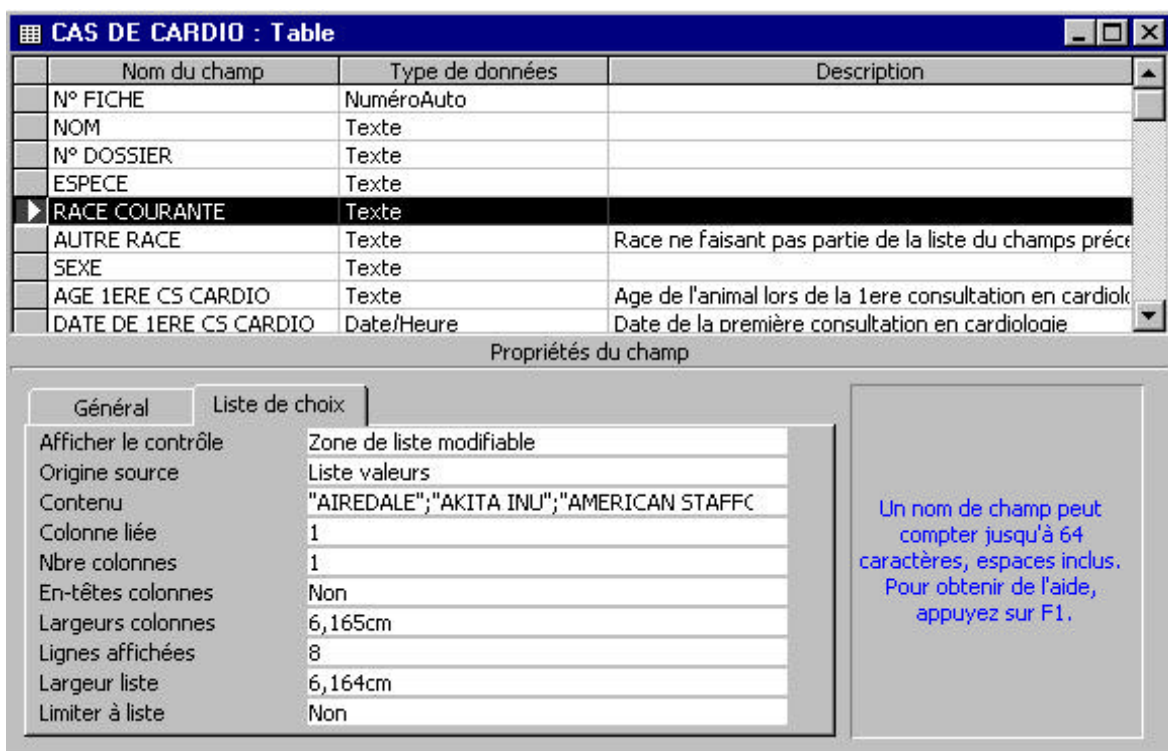 CAS DE CARDIO : Table
Nom du champ Type de données Description
N° FICHE NuméroAuto
NOM Texte
N° DOSSIER Texte
ESPECE Texte
RACE COURANTE Texte
AUTRE RACE Texte Race ne faisant pas partie de la liste du champs précé
SEXE Texte
AGE 1ERE CS CARDIO Texte Age de l'animal lors de la 1ere consultation en cardiolo
DATE DE 1ERE CS CARDIO Date/Heure Date de la première consultation en cardiologie
Propriétés du champ
Général Liste de choix
Afficher le contrôle Zone de liste modifiable
Origine source Liste valeurs
Contenu "AIREDALE";"AKITA INU";"AMERICAN STAFFO
Colonne liée 1
Nbre colonnes 1
En-têtes colonnes Non
Largeurs colonnes 6,165cm
Lignes affichées 8
Largeur liste 6,164cm
Limiter à liste Non
Un nom de champ peut
compter jusqu'à 64
caractères, espaces inclus.
Pour obtenir de l'aide,
appuyez sur F1.